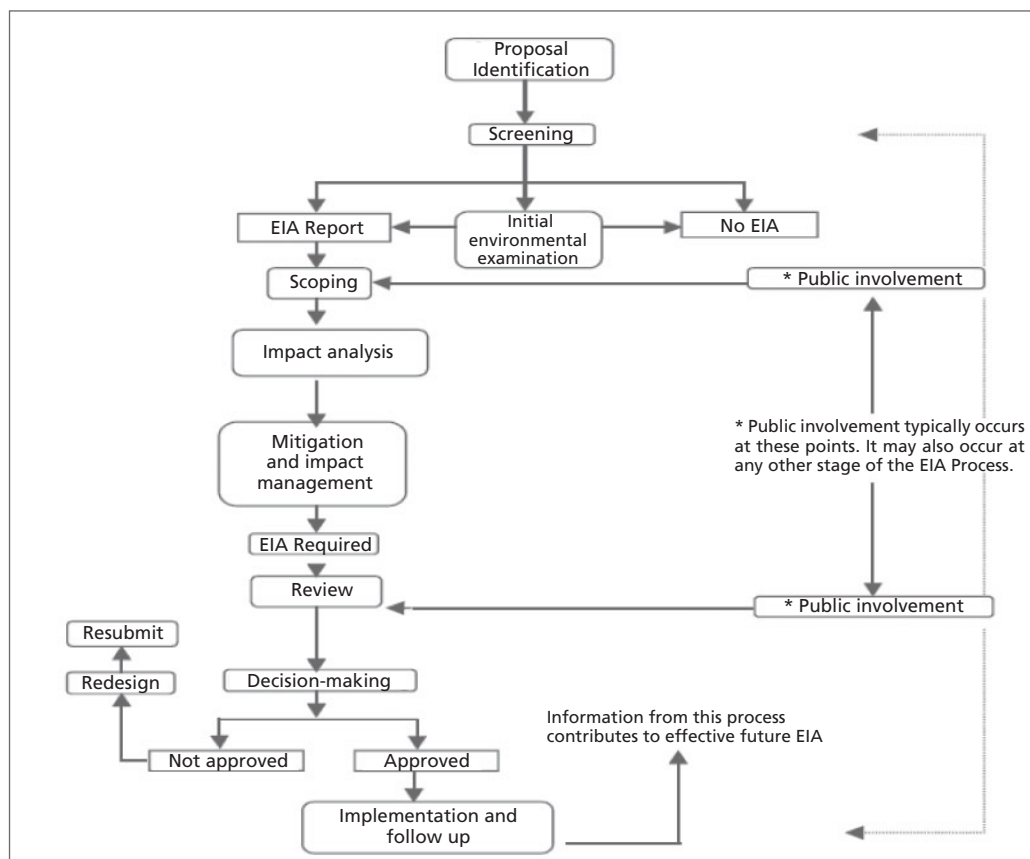 Proposal
Identification
Screening
EIA Report
Initial
environmental
examination
No EIA
Scoping
* Public involvement
Impact analysis
* Public involvement typically occurs
at these points. It may also occur at
any other stage of the EIA Process.
Mitigation
and impact
management
EIA Required
Review
* Public involvement
Resubmit
Redesign
Decision-making
Information from this process
contributes to effective future EIA
Not approved
Approved
Implementation and
follow up